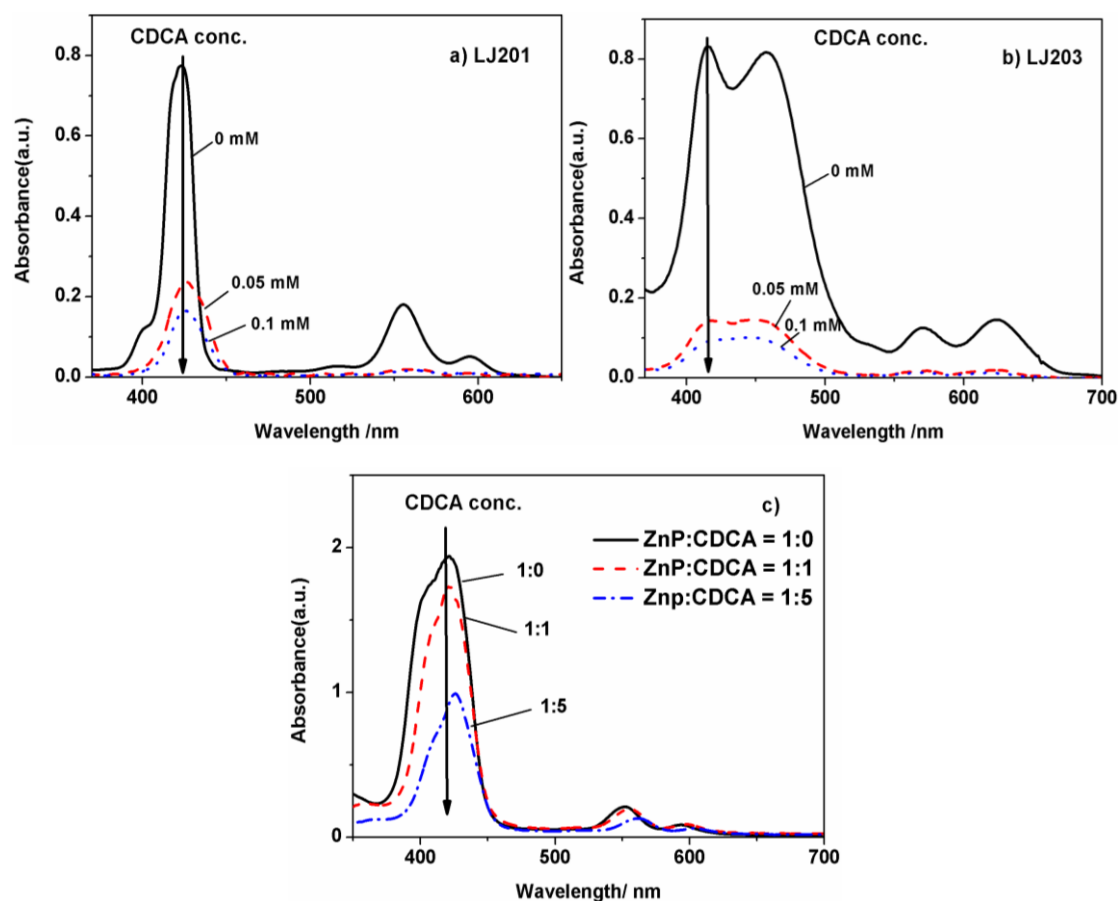 CDCA conc.
a) LJ201
0 mM
0.05 mM
0.1 mM
Absorbance(a.u.)
0.8
0.6
0.4
0.2
0.0
400
500
600
Wavelength /nm
CDCA conc.
b) LJ203
0 mM
0.05 mM
0.1 mM
Absorbance(a.u.)
0.8
0.6
0.4
0.2
0.0
400
500
600
700
Wavelength /nm
CDCA conc.
c)
ZnP:CDCA = 1:0
ZnP:CDCA = 1:1
Znp:CDCA = 1:5
1:0
1:1
1:5
Absorbance(a.u.)
2
1
0
400
500
600
700
Wavelength/ nm